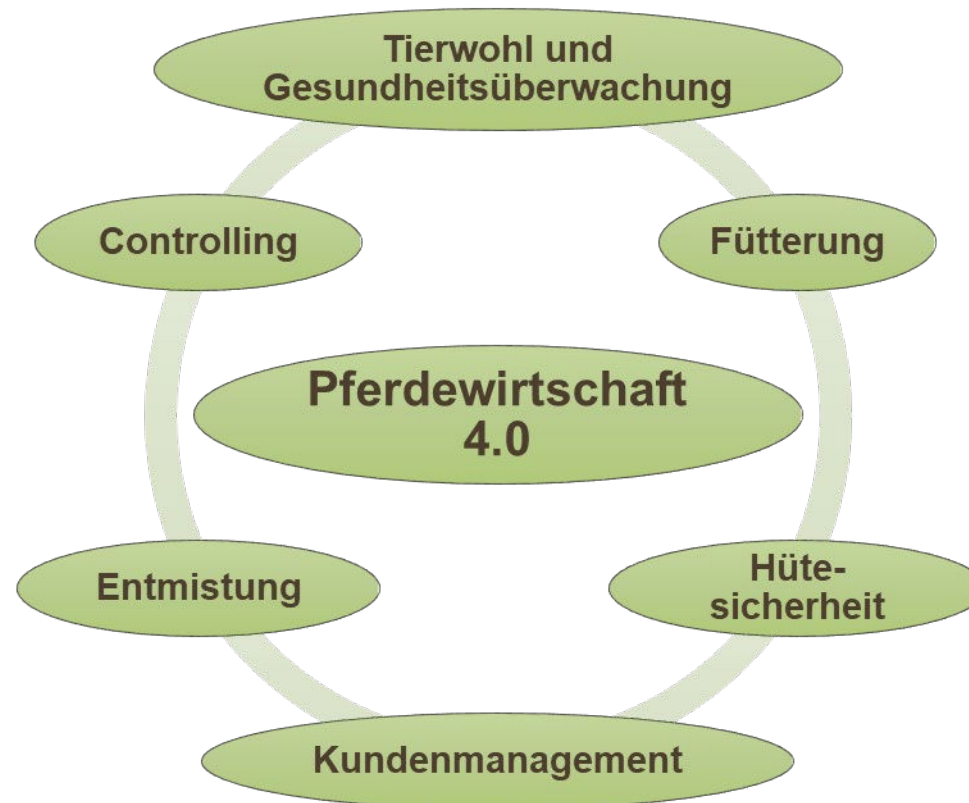 Tierwohl und
Gesundheitsüberwachung
Controlling
Fütterung
Pferdewirtschaft
4.0
Entmistung
Hüte-
sicherheit
Kundenmanagement